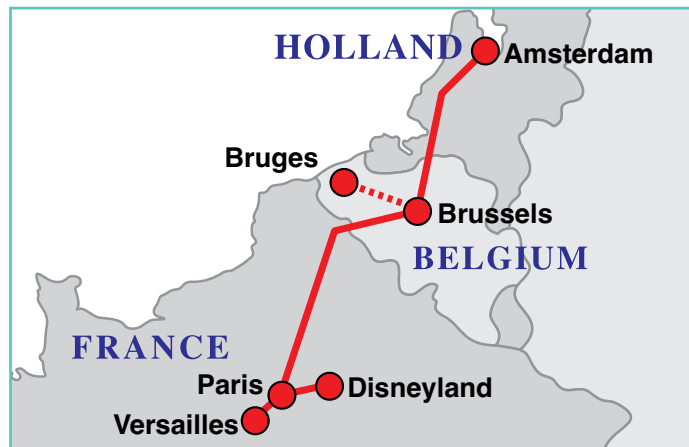 HOLLAND
Amsterdam
Bruges
Brussels
BELGIUM
FRANCE
Paris
Disneyland
Versailles